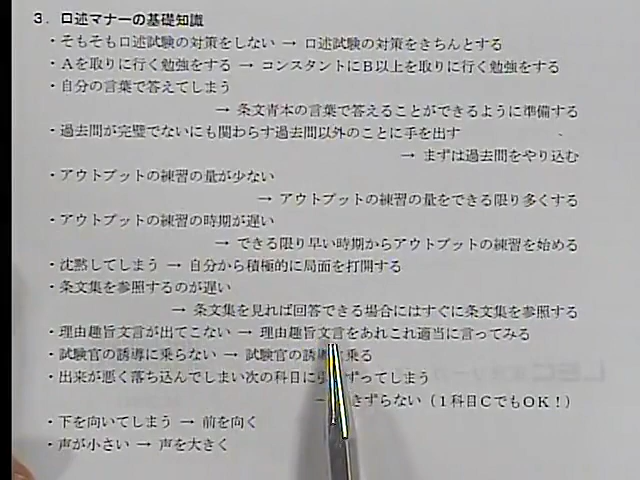 3．口述マナーの基礎知識
・そもそも口述試験の対策をしない → 口述試験の対策をきちんとする
・Aを取りに行く勉強をする → コンスタントにB以上を取りに行く勉強をする
・自分の言葉で答えてしまう
→ 条文青本の言葉で答えることができるように準備する
・過去問が完璧でないにも関わらす過去問以外のことに手を出す
→ まずは過去問をやり込む
・アウトプットの練習の量が少ない
→ アウトプットの練習の量をできる限り多くする
・アウトプットの練習の時期が遅い
→ できる限り早い時期からアウトプットの練習を始める
・沈黙してしまう → 自分から積極的に局面を打開する
・条文集を参照するのが遅い
→ 条文集を見れば回答できる場合にはすぐに条文集を参照する
・理由趣旨文言が出てこない → 理由趣旨文言をあれこれ適当に言ってみる
・試験官の誘導に乗らない → 試験官の誘導 乗る
・出来が悪く落ち込んでしまい次の科目に ずってしまう
きずらない（1科目CでもOK！）
・下を向いてしまう → 前を向く
・声が小さい → 声を大きく